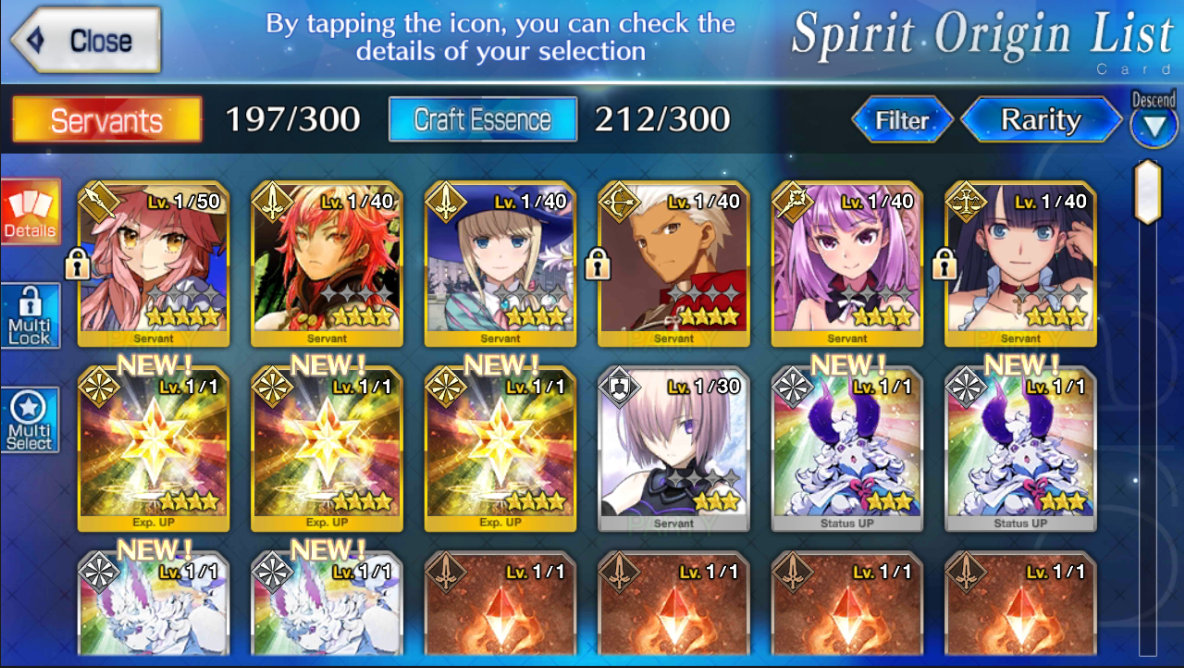 Close
By tapping the icon, you can check the
details of your selection
Spirit Origin List
Card
Servants
197/300
Craft Essence
212/300
Filter
Rarity
Descend
Details
Multi
Lock
Multi
Select
Lv. 1/50
Lv. 1/40
Lv. 1/40
Lv. 1/40
Lv. 1/40
Lv. 1/40
Servant
Servant
Servant
Servant
Servant
Servant
NEW!
NEW!
NEW!
NEW!
NEW!
Lv. 1/1
Lv. 1/1
Lv. 1/1
Lv. 1/30
Lv. 1/1
Lv. 1/1
Exp. UP
Exp. UP
Exp. UP
Servant
Status UP
Status UP
NEW!
NEW!
Lv. 1/1
Lv. 1/1
Lv. 1/1
Lv. 1/1
Lv. 1/1
Lv. 1/1